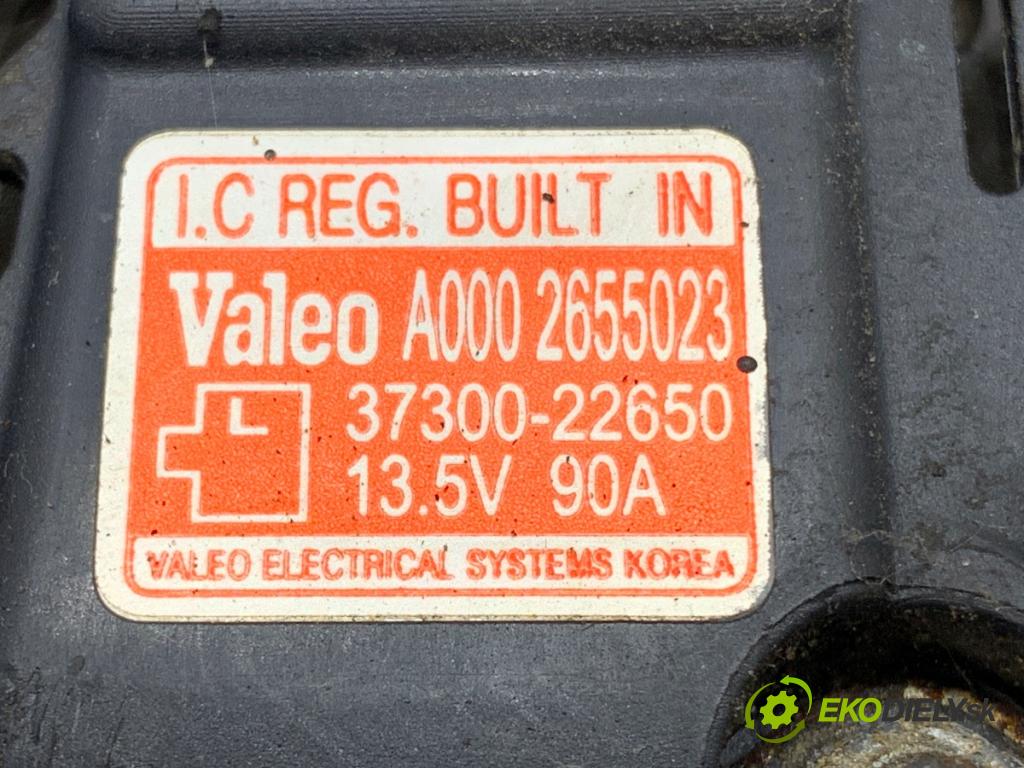 I.C REG. BUILT IN
Valeo A000 2655023
L 37300-22650
13.5V 90A
VALEO ELECTRICAL SYSTEMS KOREA
EKODIELY.sk